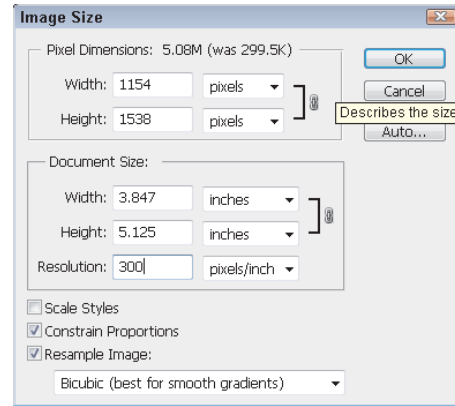 Image Size
Pixel Dimensions: 5.08M (was 299.5K)
OK
Width: 1154 pixels
Cancel
Height: 1538 pixels
Describes the size
Auto...
Document Size:
Width: 3.847 inches
Height: 5.125 inches
Resolution: 300 pixels/inch
Scale Styles
Constrain Proportions
Resample Image:
Bicubic (best for smooth gradients)